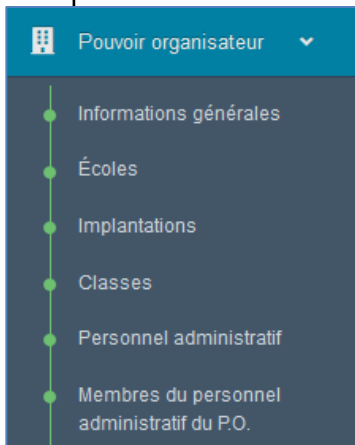 Pouvoir organisateur
Informations générales
Écoles
Implantations
Classes
Personnel administratif
Membres du personnel
administratif du P.O.